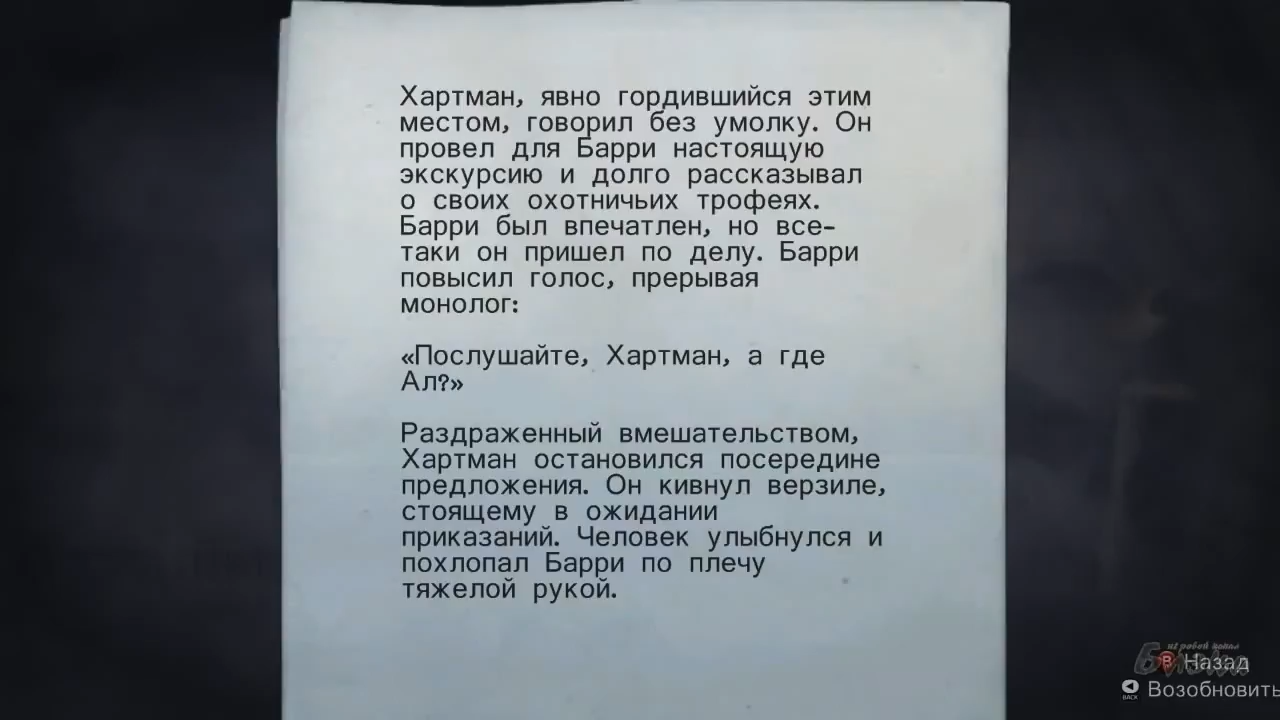 Хартман, явно гордившийся этим
местом, говорил без умолку. Он
провел для Барри настоящую
экскурсию и долго рассказывал
о своих охотничьих трофеях.
Барри был впечатлен, но все-
таки он пришел по делу. Барри
повысил голос, прерывая
монолог:
«Послушайте, Хартман, а где
Ал?»
Раздраженный вмешательством,
Хартман остановился посередине
предложения. Он кивнул верзиле,
стоящему в ожидании
приказаний. Человек улыбнулся и
похлопал Барри по плечу
тяжелой рукой.
B Назад
BACK Возобновить